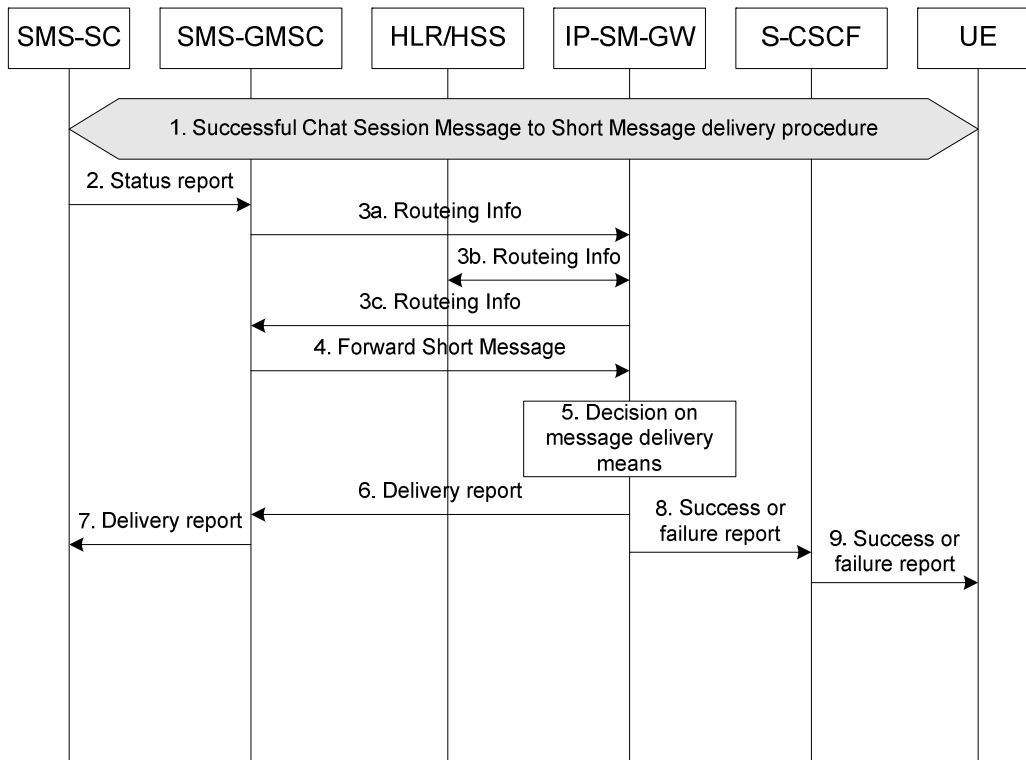 SMS-SC
SMS-GMSC
HLR/HSS
IP-SM-GW
S-CSCF
UE
1. Successful Chat Session Message to Short Message delivery procedure
2. Status report
3a. Routeing Info
3b. Routeing Info
3c. Routeing Info
4. Forward Short Message
5. Decision on
message delivery
means
6. Delivery report
7. Delivery report
8. Success or
failure report
9. Success or
failure report